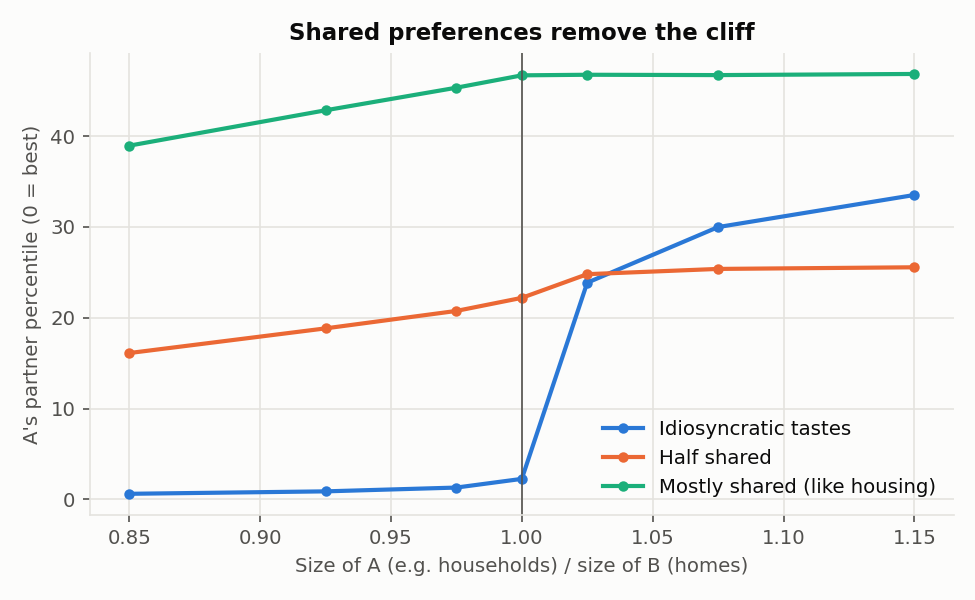 Shared preferences remove the cliff
A's partner percentile (0 = best)
40
30
20
10
0
Idiosyncratic tastes
Half shared
Mostly shared (like housing)
0.85 0.90 0.95 1.00 1.05 1.10 1.15
Size of A (e.g. households) / size of B (homes)